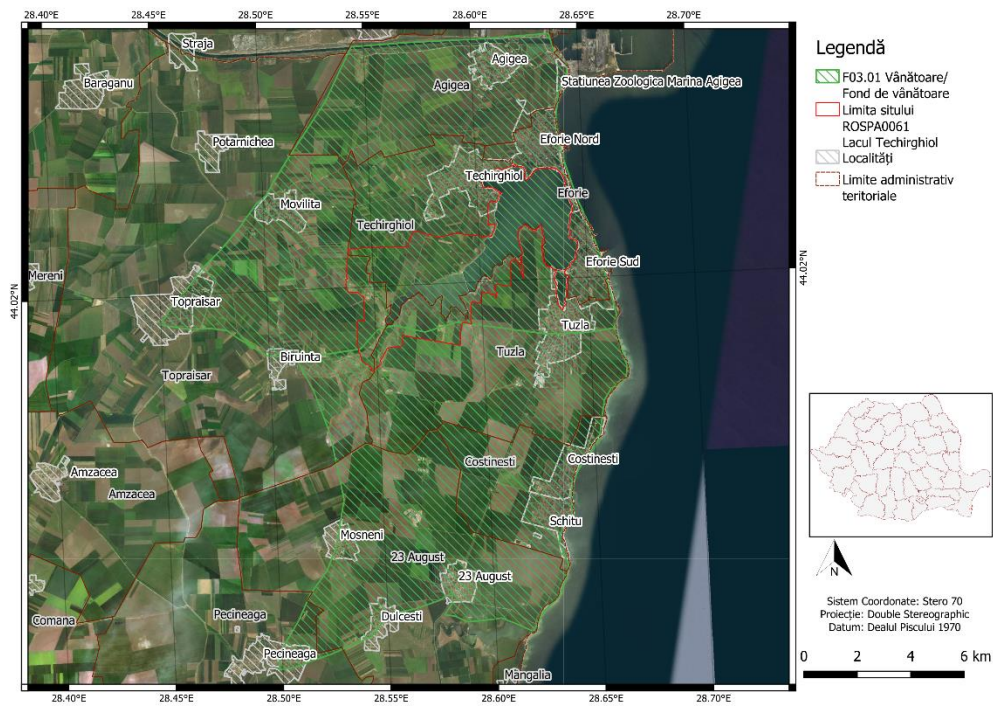 28.40°E
28.50°E
28.55°E
28.60°E
28.65°E
28.70°E
Legendă
F03.01 Vânătoare/
Fond de vânătoare
Limita sitului
ROSPA0061
Lacul Techirghiol
Localități
Limite administrativ
teritoriale
Straja
Agigea
Baraganu
Agigea
Statiunea Zoologica Marina Agigea
Potarnichea
Eforie Nord
Techirghiol
Eforie
Movilita
Techirghiol
Eforie Sud
Mereni
44.02°N
44.02°N
Topraisar
Tuzla
Biruinta
Tuzla
Topraisar
Costinesti
Costinesti
Amzacea
Amzacea
Schitu
Mosneni
23 August
23 August
Comana
Pecineaga
Dulcesti
Pecineaga
Mangalia
N
Sistem Coordonate: Stero 70
Proiecție: Double Stereographic
Datum: Dealul Piscului 1970
0 2 4 6 km
28.40°E
28.45°E
28.50°E
28.55°E
28.60°E
28.65°E
28.70°E